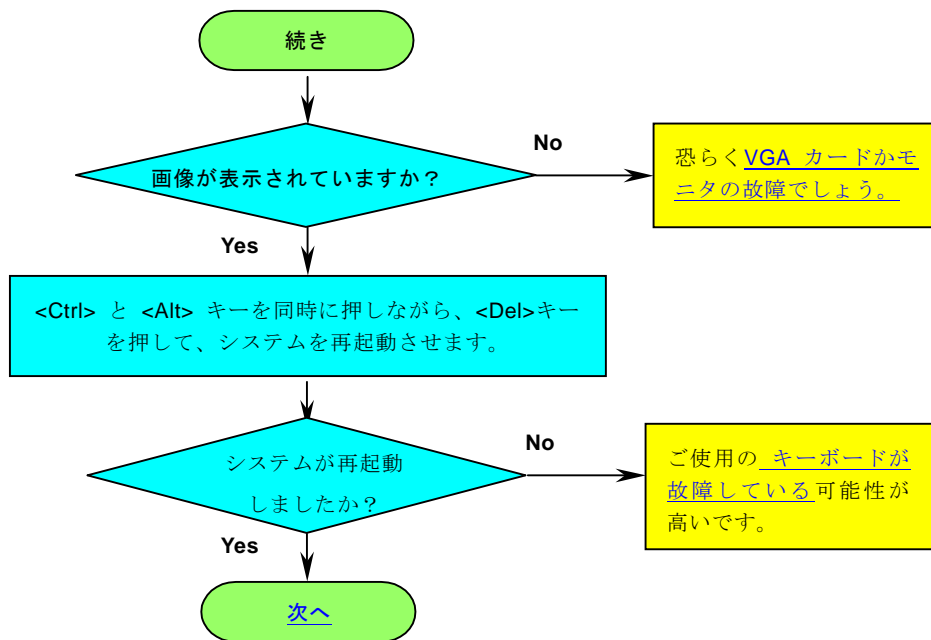 続き
画像が表示されていますか？
No
恐らくVGA カードかモ
ニタの故障でしょう。
Yes
<Ctrl> と <Alt> キーを同時に押しながら、<Del>キー
を押して、システムを再起動させます。
システムが再起動
しましたか？
No
ご使用の キーボードが
故障している可能性が
高いです。
Yes
次へ